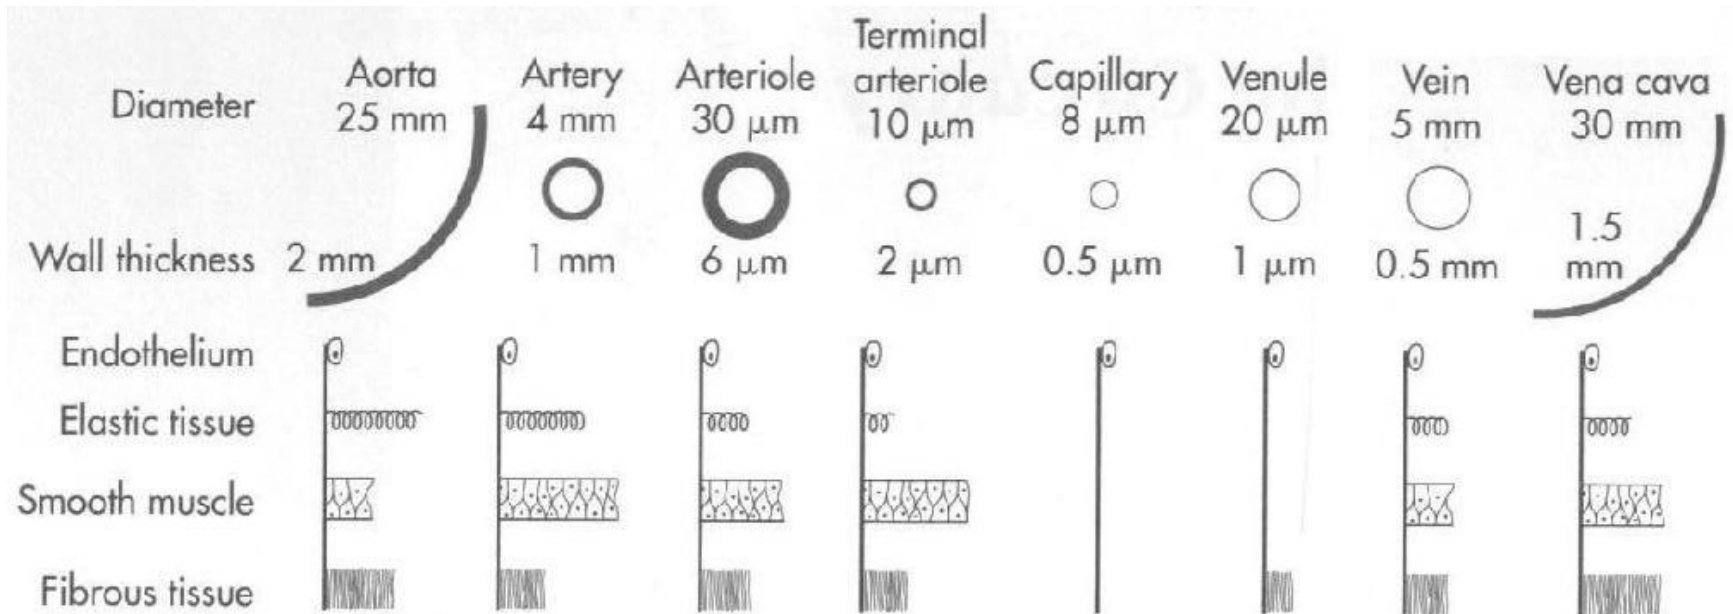 Terminal
Aorta Artery Arteriole arteriole Capillary Venule Vein Vena cava
Diameter 25 mm 4 mm 30 μm 10 μm 8 μm 20 μm 5 mm 30 mm
1.5
Wall thickness 2 mm 1 mm 6 μm 2 μm 0.5 μm 1 μm 0.5 mm mm
Endothelium
Elastic tissue
Smooth muscle
Fibrous tissue